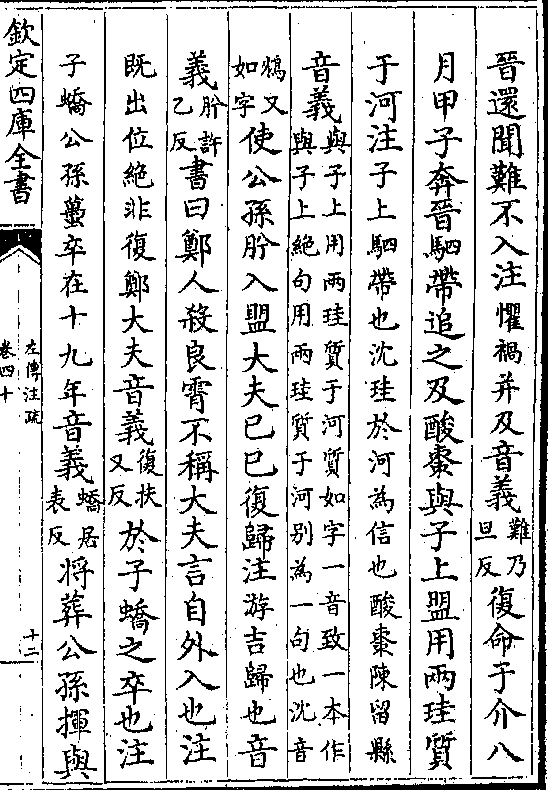 晉還聞難不入注懼禍并及音義難乃旦反復命于介八
月甲子奔晉駟帶追之及酸棗與子上盟用兩珪質
于河注子上駟帶也沈珪於河為信也酸棗陳留縣
音義與子上用兩珪質于河質如字一音致一本作與子上絶句用兩珪質于河别為一句也沈音
鴆又如字使公孫肸入盟大夫己巳復歸注游吉歸也音
義肸許乙反書曰鄭人殺良霄不稱大夫言自外入也注
既出位絶非復鄭大夫音義復扶又反於子蟜之卒也注
子蟜公孫蠆卒在十九年音義蟜居表反將葬公孫揮與
欽定四庫全書
左傳注疏
卷四十
十二